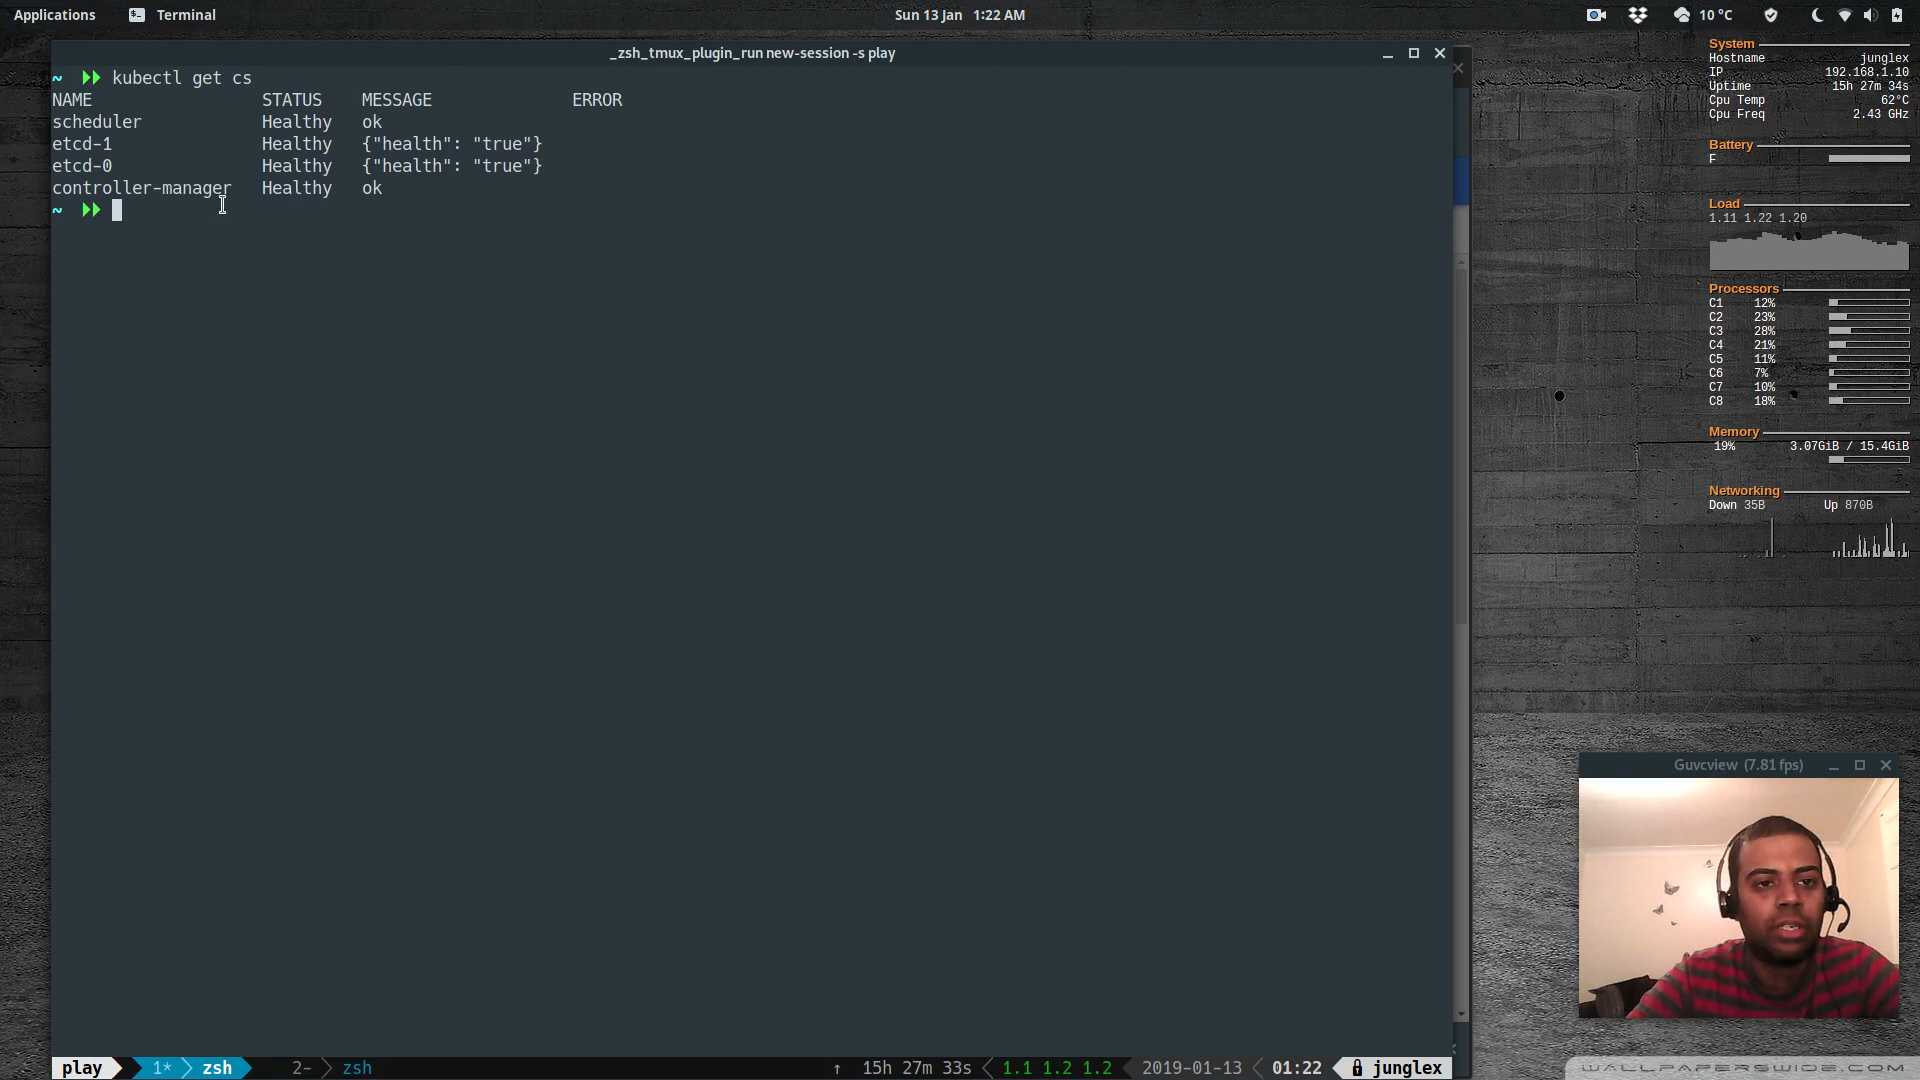 Applications Terminal Sun 13 Jan 1:22 AM 10 °C
_zsh_tmux_plugin_run new-session -s play
~ kubectl get cs
NAME STATUS MESSAGE ERROR
scheduler Healthy ok
etcd-1 Healthy {"health": "true"}
etcd-0 Healthy {"health": "true"}
controller-manager Healthy ok
~
System
Hostname junglex
IP 192.168.1.10
Uptime 15h 27m 34s
Cpu Temp 62°C
Cpu Freq 2.43 GHz
Battery
F
Load
1.11 1.22 1.20
Processors
C1 12%
C2 23%
C3 28%
C4 21%
C5 11%
C6 7%
C7 10%
C8 18%
Memory
19% 3.07GiB / 15.4GiB
Networking
Down 35B Up 870B
Guvcview (7.81 fps)
play 1* zsh 2- zsh ↑ 15h 27m 33s 1.1 1.2 1.2 2019-01-13 01:22 junglex
WALLPAPERSWIDE.COM